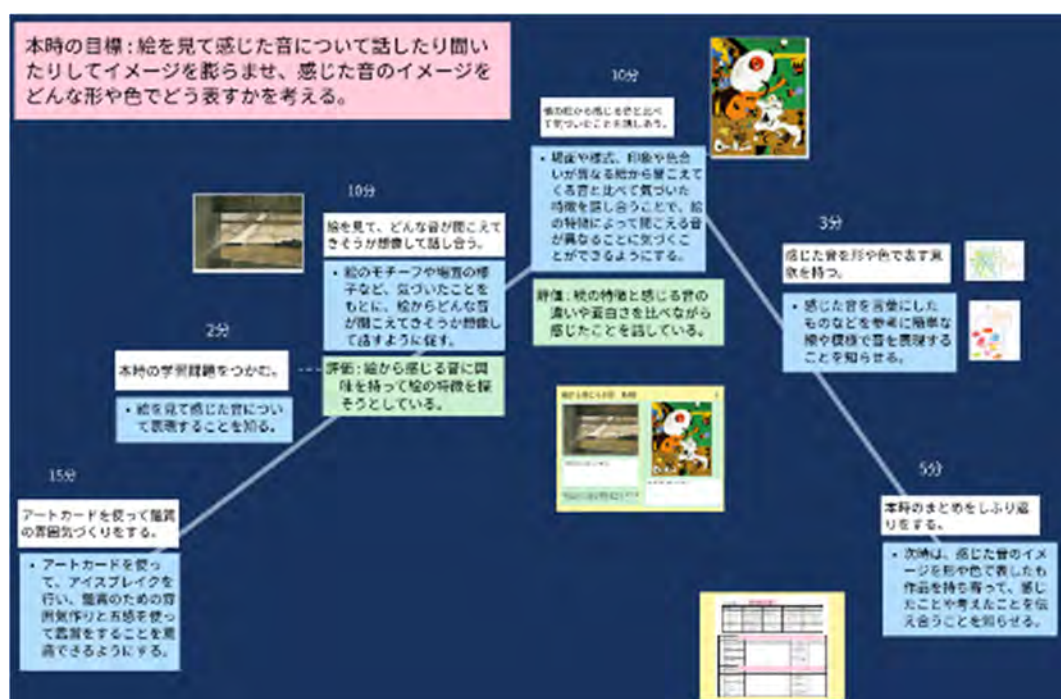 本時の目標：絵を見て感じた音について話したり聞い
たりしてイメージを膨らませ、感じた音のイメージを
どんな形や色でどう表すかを考える。
15分
アートカードを使って鑑賞
の雰囲気づくりをする。
• アートカードを使っ
て、アイスブレイクを
行い、鑑賞のための雰
囲気作りと五感を使っ
て鑑賞をすることを意
識できるようにする。
2分
本時の学習課題をつかむ。
• 絵を見て感じた音につい
て表現することを知る。
10分
絵を見て、どんな音が聞こえて
きそうか想像して話し合う。
• 絵のモチーフや場面の様
子など、気づいたことを
もとに、絵からどんな音
が聞こえてきそうか想像
して話すように促す。
評価：絵から感じる音に興
味を持って絵の特徴を探
そうとしている。
10分
他の絵から感じる音と比べ
て気づいたことを話しあう。
• 場面や様式、印象や色合
いが異なる絵から聞こえて
くる音と比べて気づいた
特徴を話し合うことで、絵
の特徴によって聞こえる音
が異なることに気づくこ
とができるようにする。
評価：絵の特徴と感じる音の
違いや面白さを比べながら
感じたことを話している。
3分
感じた音を形や色で表す意
欲を持つ。
• 感じた音を言葉にした
ものなどを参考に簡単な
線や模様で音を表現する
ことを知らせる。
5分
本時のまとめをしふり返
りをする。
• 次時は、感じた音のイメ
ージを形や色で表したも
作品を持ち寄って、感じ
たことや考えたことを伝
え合うことを知らせる。